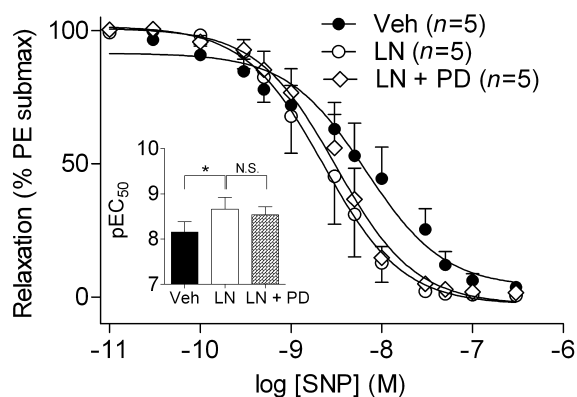 100
50
0
Relaxation (% PE submax)
Veh (n=5)
LN (n=5)
LN + PD (n=5)
10
9
8
7
pEC50
*
N.S.
Veh LN LN + PD
-11 -10 -9 -8 -7 -6
log [SNP] (M)